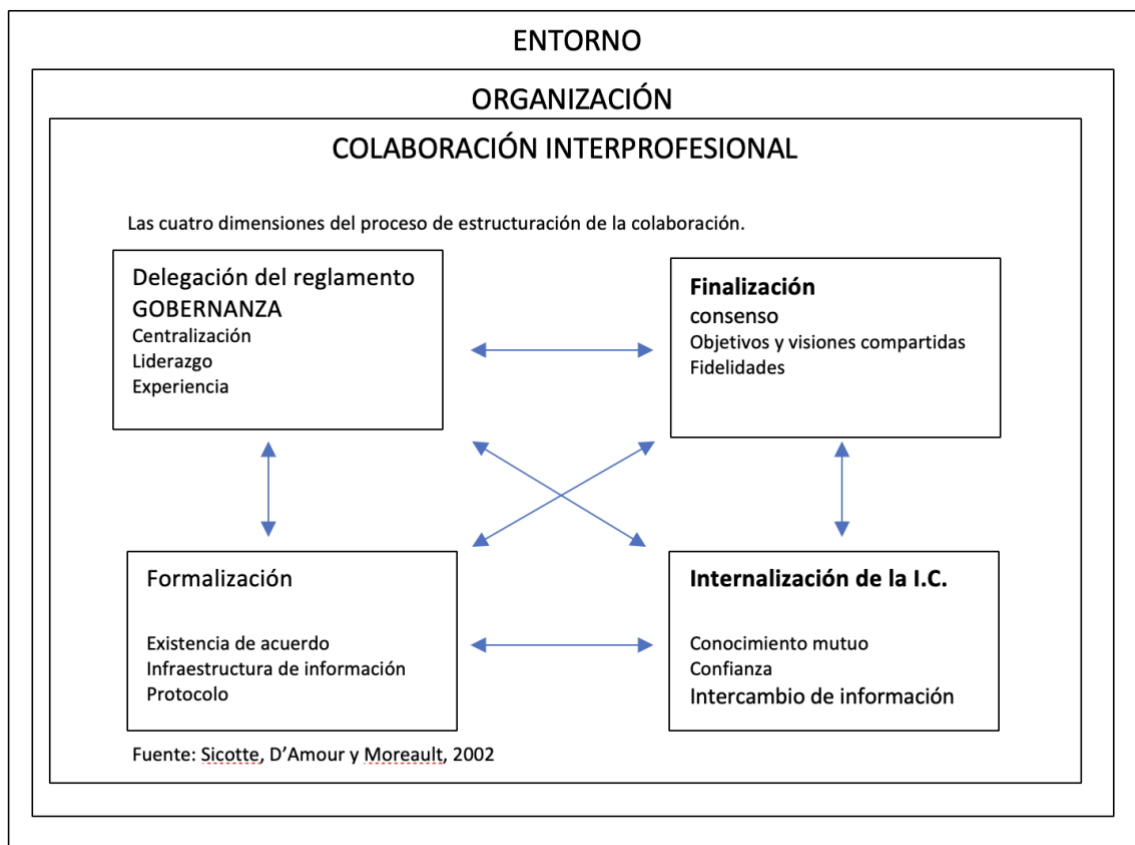 ENTORNO
ORGANIZACIÓN
COLABORACIÓN INTERPROFESIONAL
Las cuatro dimensiones del proceso de estructuración de la colaboración.
Delegación del reglamento
GOBERNANZA
Centralización
Liderazgo
Experiencia
Finalización
consenso
Objetivos y visiones compartidas
Fidelidades
Formalización
Existencia de acuerdo
Infraestructura de información
Protocolo
Internalización de la I.C.
Conocimiento mutuo
Confianza
Intercambio de información
Fuente: Sicotte, D’Amour y Moreault, 2002